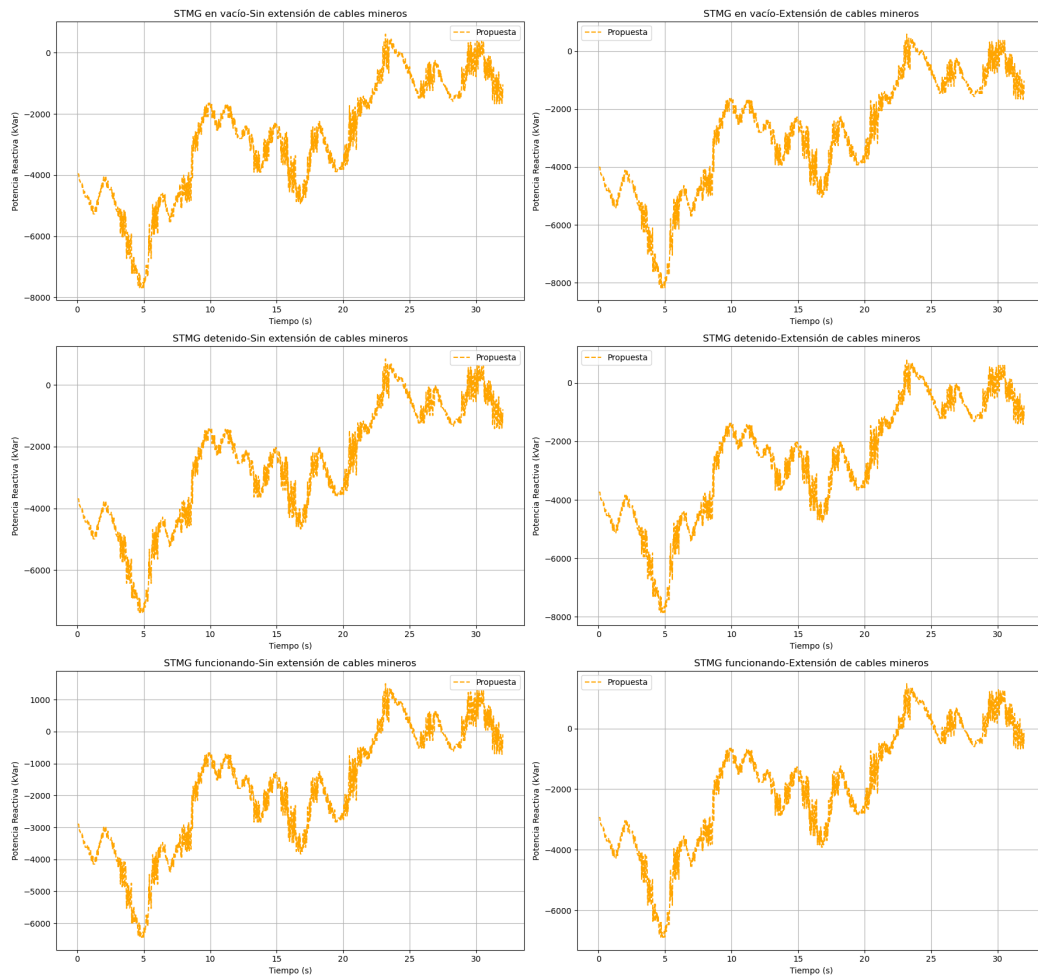 STMG en vacío-Sin extensión de cables mineros
Propuesta
Potencia Reactiva (kVar)
0
−2000
−4000
−6000
−8000
0 5 10 15 20 25 30
Tiempo (s)
STMG en vacío-Extensión de cables mineros
Propuesta
Potencia Reactiva (kVar)
0
−2000
−4000
−6000
−8000
0 5 10 15 20 25 30
Tiempo (s)
STMG detenido-Sin extensión de cables mineros
Propuesta
Potencia Reactiva (kVar)
0
−2000
−4000
−6000
0 5 10 15 20 25 30
Tiempo (s)
STMG detenido-Extensión de cables mineros
Propuesta
Potencia Reactiva (kVar)
0
−2000
−4000
−6000
−8000
0 5 10 15 20 25 30
Tiempo (s)
STMG funcionando-Sin extensión de cables mineros
Propuesta
Potencia Reactiva (kVar)
1000
0
−1000
−2000
−3000
−4000
−5000
−6000
0 5 10 15 20 25 30
Tiempo (s)
STMG funcionando-Extensión de cables mineros
Propuesta
Potencia Reactiva (kVar)
0
−2000
−4000
−6000
0 5 10 15 20 25 30
Tiempo (s)